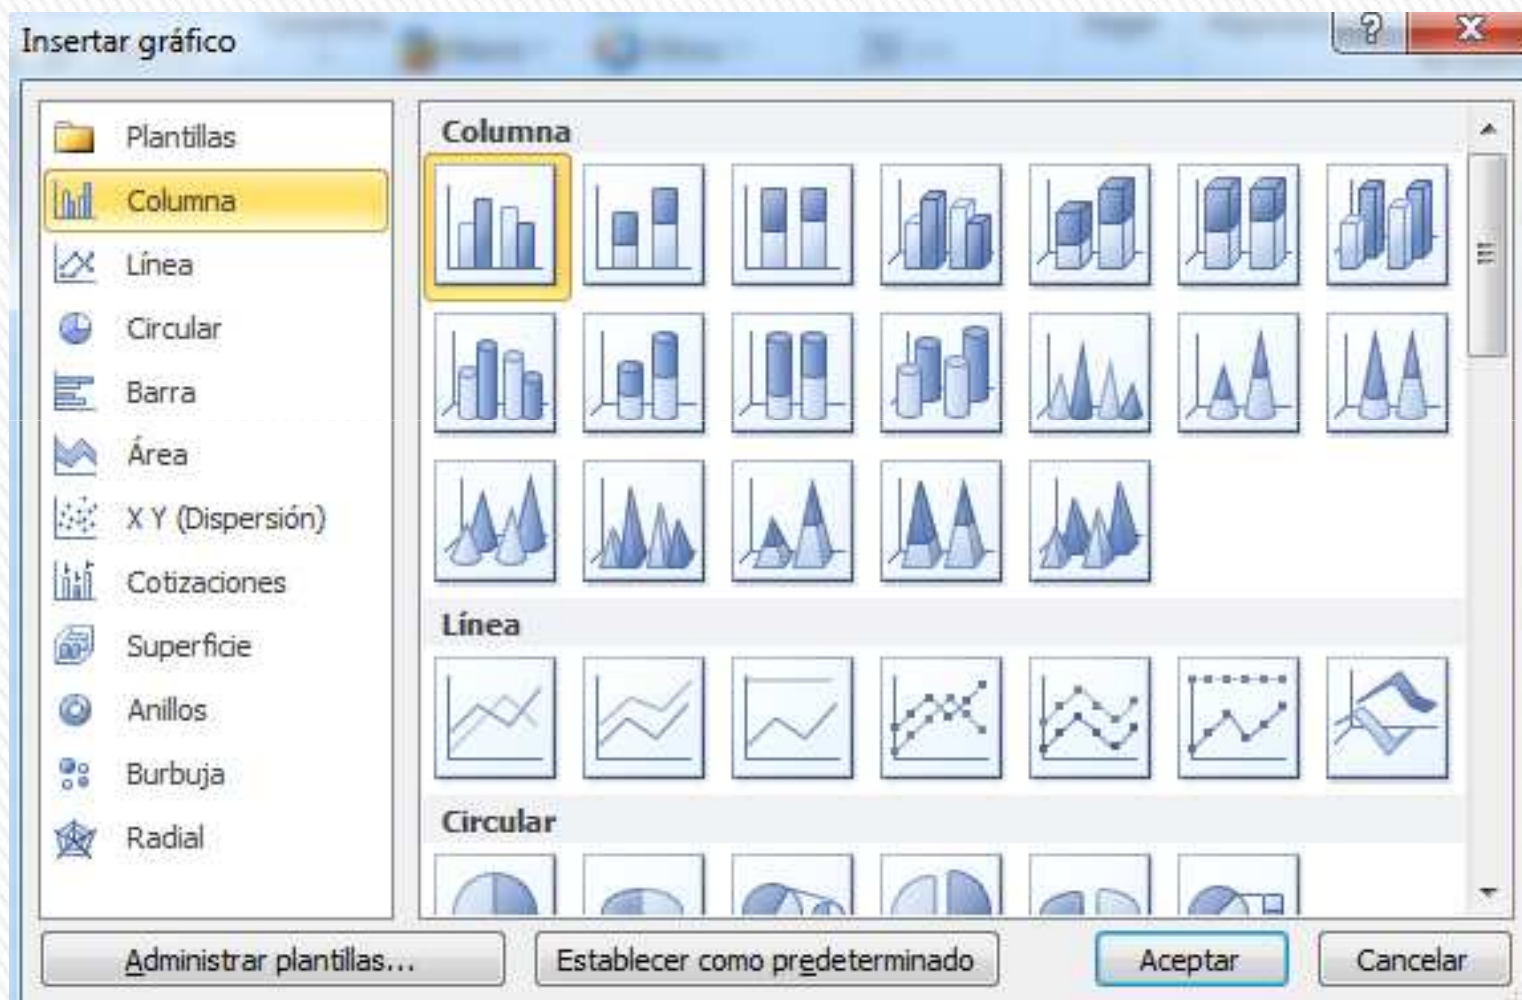 Insertar gráfico
Plantillas
Columna
Línea
Circular
Barra
Área
X Y (Dispersión)
Cotizaciones
Superficie
Anillos
Burbuja
Radial
Columna
Línea
Circular
Administrar plantillas...
Establecer como predeterminado
Aceptar
Cancelar